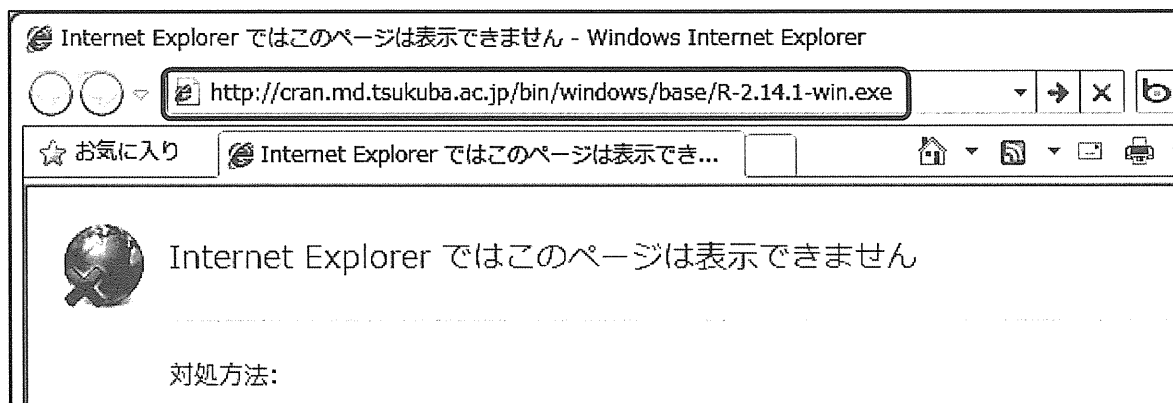 Internet Explorer ではこのページは表示できません - Windows Internet Explorer
http://cran.md.tsukuba.ac.jp/bin/windows/base/R-2.14.1-win.exe
お気に入り
Internet Explorer ではこのページは表示でき...
Internet Explorer ではこのページは表示できません
対処方法: